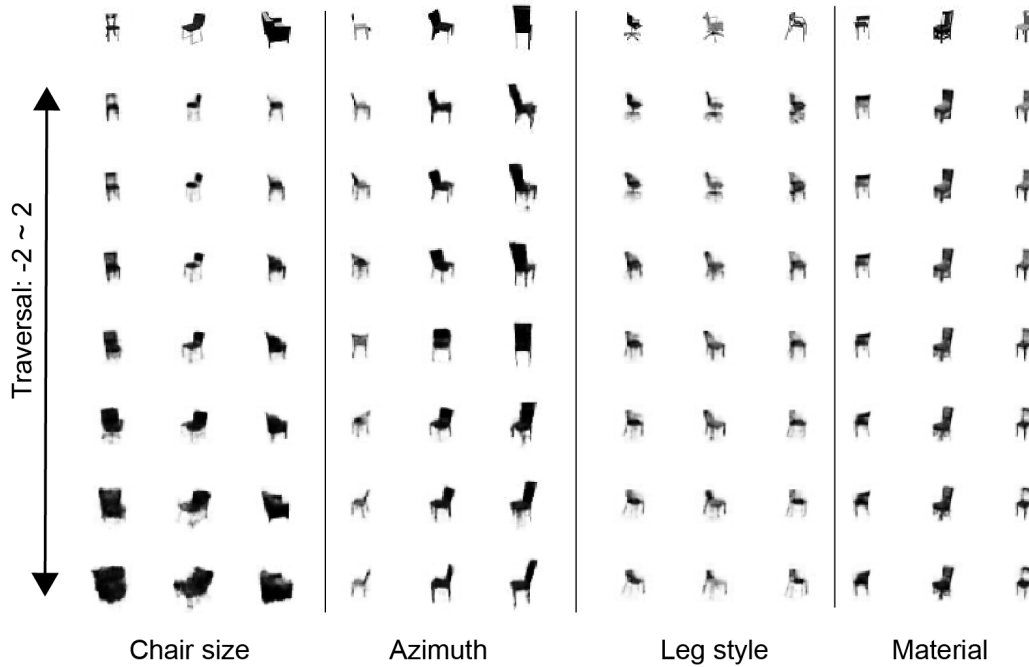 Traversal: -2 ~ 2
Chair size
Azimuth
Leg style
Material